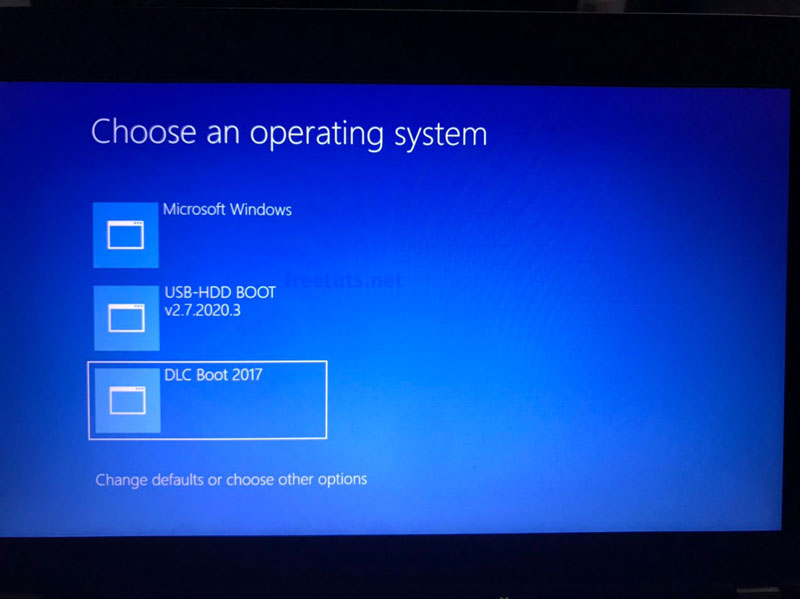 Choose an operating system
Microsoft Windows
freetuts.net
USB-HDD BOOT
v2.7.2020.3
DLC Boot 2017
Change defaults or choose other options